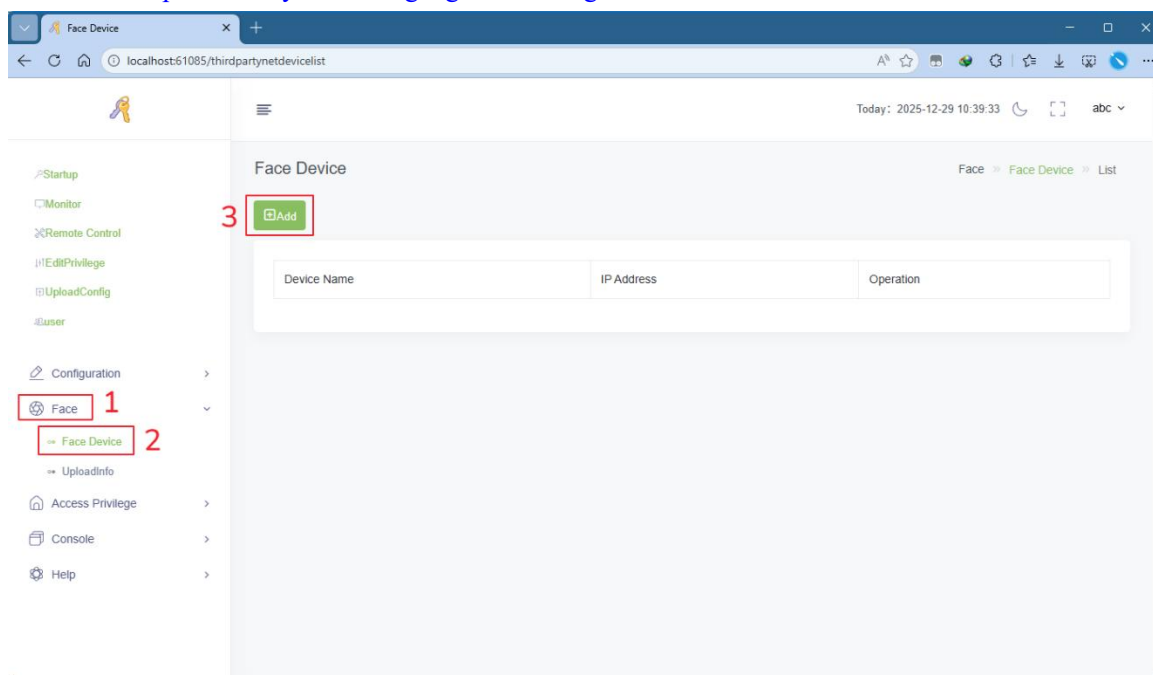 Face Device
localhost:61085/thirdpartynetdevicelist
Today: 2025-12-29 10:39:33
abc
Startup
Monitor
Remote Control
EditPrivilege
UploadConfig
user
Configuration
Face
1
Face Device
2
UploadInfo
Access Privilege
Console
Help
Face Device
Face » Face Device » List
3
Add
Device Name
IP Address
Operation